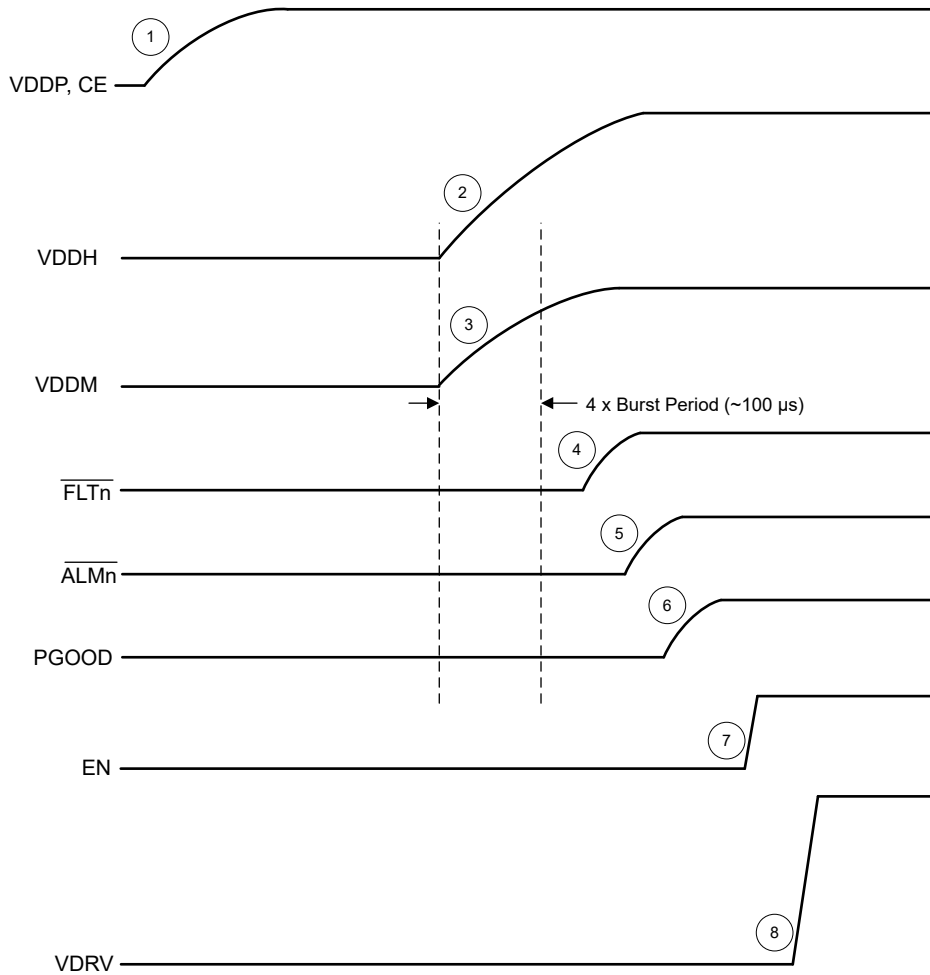 1
VDDP, CE
2
VDDH
3
VDDM
4 x Burst Period (~100 µs)
4
FLTn
5
ALMn
6
PGOOD
7
EN
8
VDRV